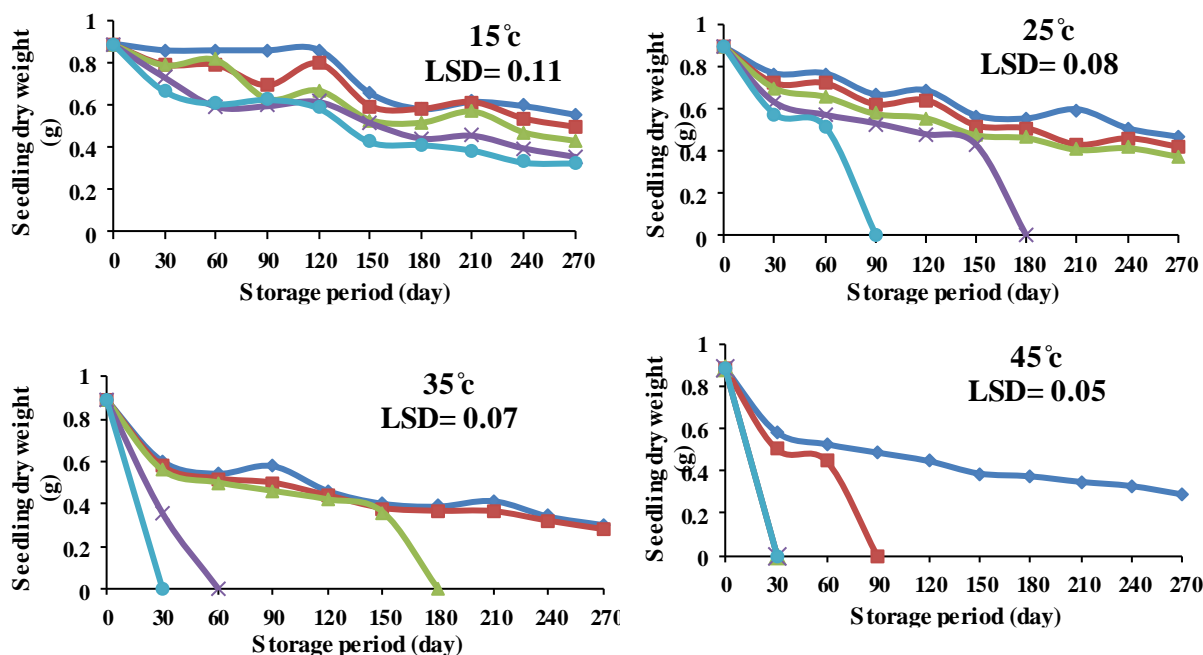 15°c
LSD= 0.11
Seedling dry weight
(g)
1
0.8
0.6
0.4
0.2
0
0 30 60 90 120 150 180 210 240 270
Storage period (day)
25°c
LSD= 0.08
Seedling dry weight
(g)
1
0.8
0.6
0.4
0.2
0
0 30 60 90 120 150 180 210 240 270
Storage period (day)
35°c
LSD= 0.07
Seedling dry weight
(g)
1
0.8
0.6
0.4
0.2
0
0 30 60 90 120 150 180 210 240 270
Storage period (day)
45°c
LSD= 0.05
Seedling dry weight
(g)
1
0.8
0.6
0.4
0.2
0
0 30 60 90 120 150 180 210 240 270
Storage period (day)